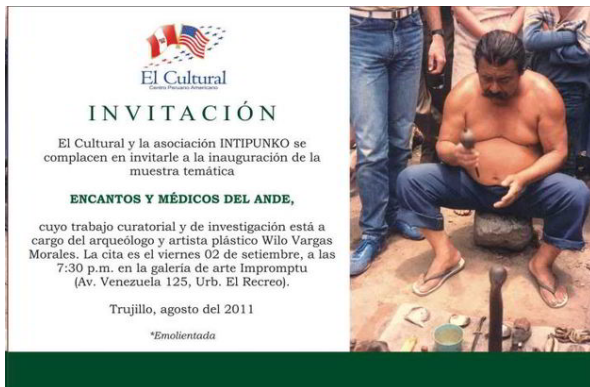 El Cultural
Centro Peruano Americano
INVITACIÓN
El Cultural y la asociación INTIPUNKO se
complacen en invitarle a la inauguración de la
muestra temática
ENCANTOS Y MÉDICOS DEL ANDE,
cuyo trabajo curatorial y de investigación está a
cargo del arqueólogo y artista plástico Wilo Vargas
Morales. La cita es el viernes 02 de setiembre, a las
7:30 p.m. en la galería de arte Impromptu
(Av. Venezuela 125, Urb. El Recreo).
Trujillo, agosto del 2011
*Emolientada